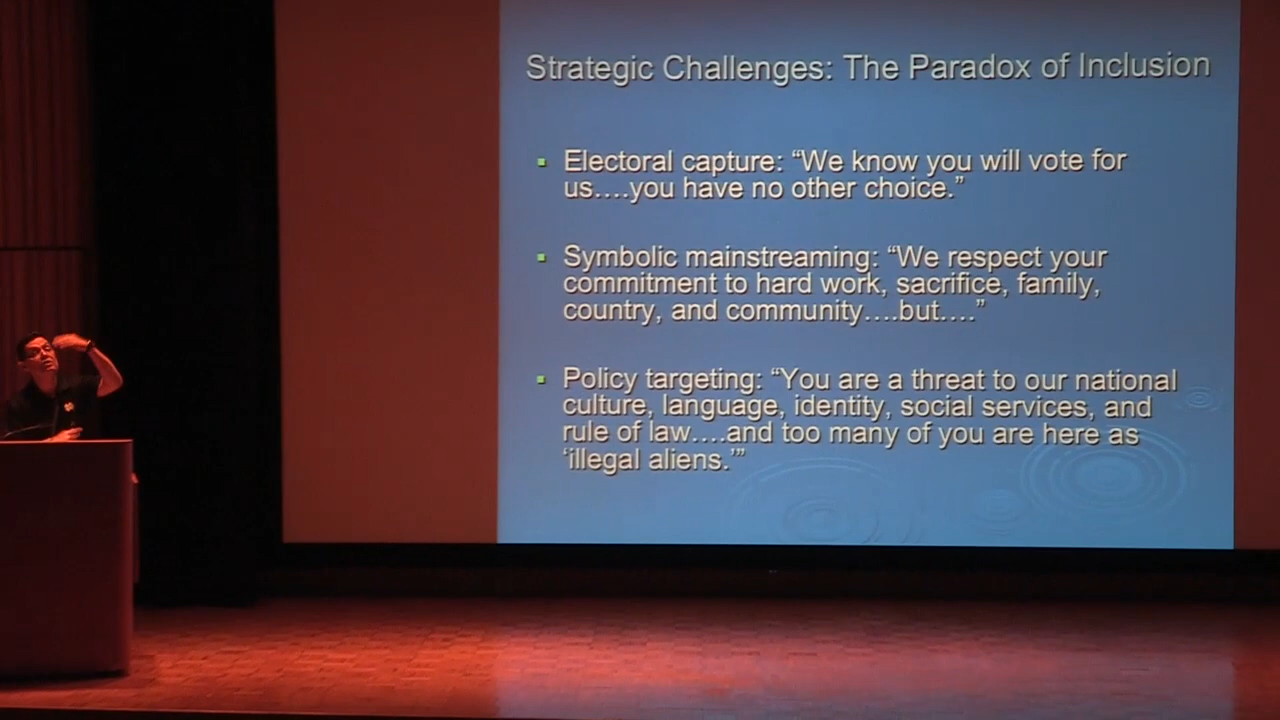 Strategic Challenges: The Paradox of Inclusion
Electoral capture: “We know you will vote for
us….you have no other choice.”
Symbolic mainstreaming: “We respect your
commitment to hard work, sacrifice, family,
country, and community….but….”
Policy targeting: “You are a threat to our national
culture, language, identity, social services, and
rule of law….and too many of you are here as
‘illegal aliens.’”